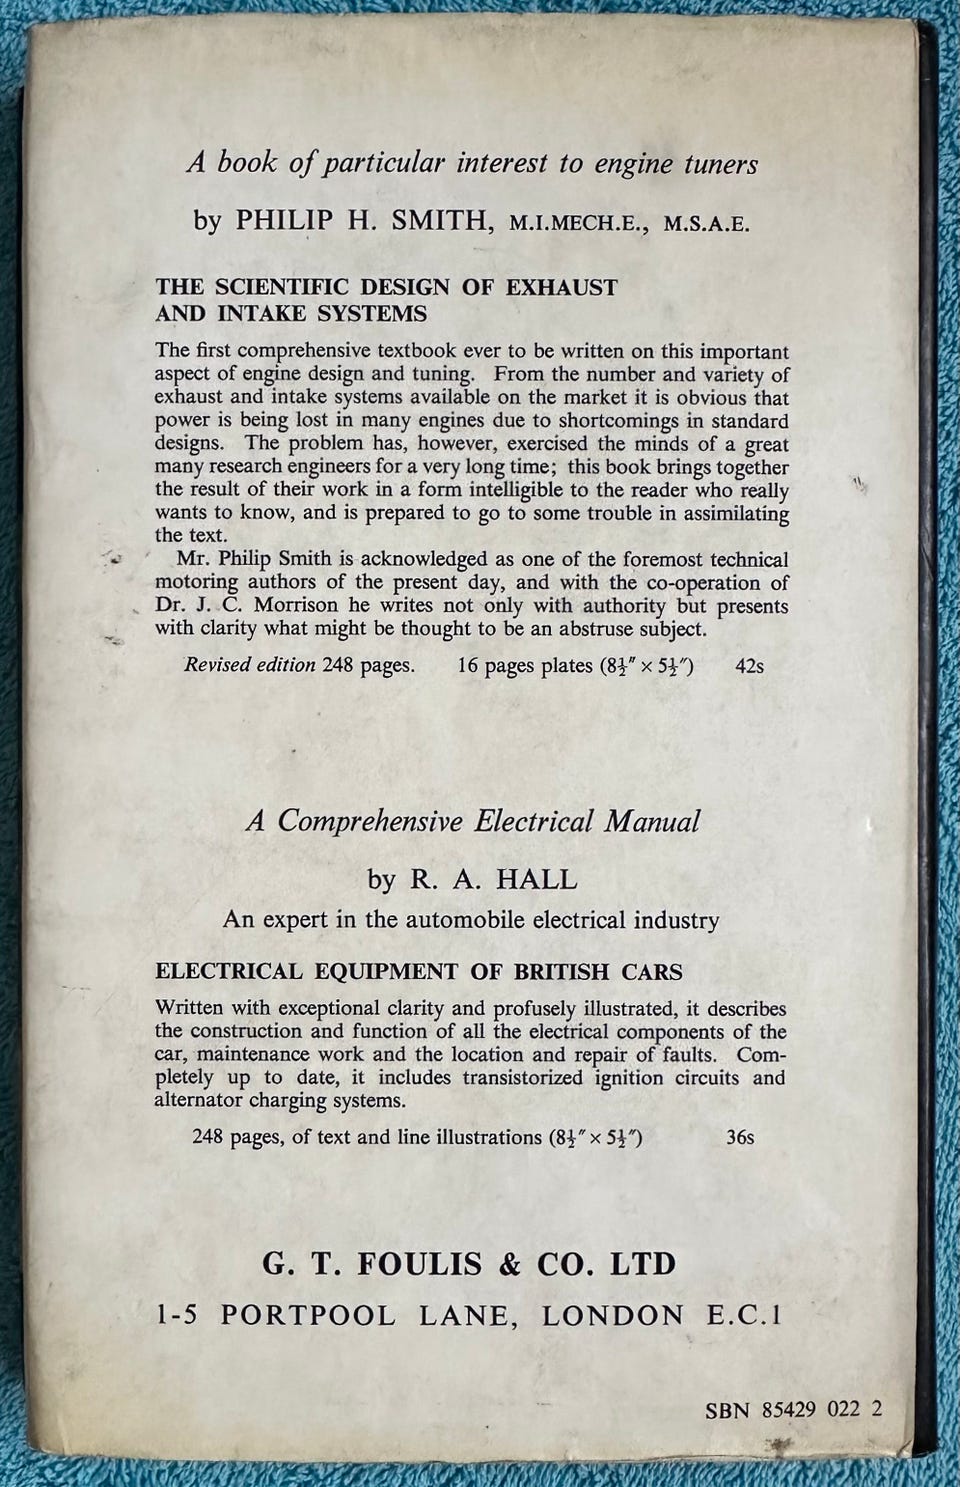 A book of particular interest to engine tuners
by PHILIP H. SMITH, M.I.MECH.E., M.S.A.E.
THE SCIENTIFIC DESIGN OF EXHAUST
AND INTAKE SYSTEMS
The first comprehensive textbook ever to be written on this important
aspect of engine design and tuning. From the number and variety of
exhaust and intake systems available on the market it is obvious that
power is being lost in many engines due to shortcomings in standard
designs. The problem has, however, exercised the minds of a great
many research engineers for a very long time; this book brings together
the result of their work in a form intelligible to the reader who really
wants to know, and is prepared to go to some trouble in assimilating
the text.
Mr. Philip Smith is acknowledged as one of the foremost technical
motoring authors of the present day, and with the co-operation of
Dr. J. C. Morrison he writes not only with authority but presents
with clarity what might be thought to be an abstruse subject.
Revised edition 248 pages. 16 pages plates (8½″ × 5½″) 42s
A Comprehensive Electrical Manual
by R. A. HALL
An expert in the automobile electrical industry
ELECTRICAL EQUIPMENT OF BRITISH CARS
Written with exceptional clarity and profusely illustrated, it describes
the construction and function of all the electrical components of the
car, maintenance work and the location and repair of faults. Com-
pletely up to date, it includes transistorized ignition circuits and
alternator charging systems.
248 pages, of text and line illustrations (8½″ × 5½″) 36s
G. T. FOULIS & CO. LTD
1-5 PORTPOOL LANE, LONDON E.C.1
SBN 85429 022 2